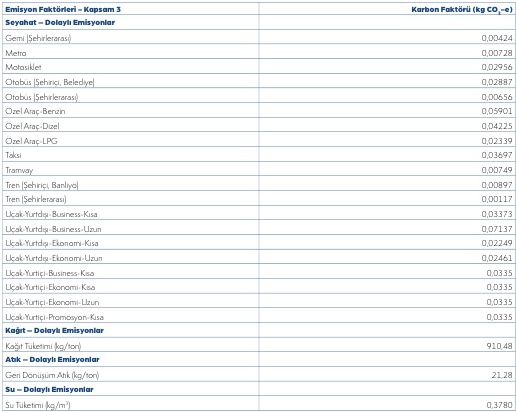 Emisyon Faktörleri – Kapsam 3 Karbon Faktörü (kg CO₂-e)
Seyahat – Dolaylı Emisyonlar
Gemi (Şehirlerarası) 0,00424
Metro 0,00728
Motosiklet 0,02956
Otobüs (Şehiriçi, Belediye) 0,02887
Otobüs (Şehirlerarası) 0,00656
Özel Araç-Benzin 0,05901
Özel Araç-Dizel 0,04225
Özel Araç-LPG 0,02339
Taksi 0,03697
Tramvay 0,00749
Tren (Şehiriçi, Banliyö) 0,00897
Tren (Şehirlerarası) 0,00117
Uçak-Yurtdışı-Business-Kısa 0,03373
Uçak-Yurtdışı-Business-Uzun 0,07137
Uçak-Yurtdışı-Ekonomi-Kısa 0,02249
Uçak-Yurtdışı-Ekonomi-Uzun 0,02461
Uçak-Yurtiçi-Business-Kısa 0,0335
Uçak-Yurtiçi-Ekonomi-Kısa 0,0335
Uçak-Yurtiçi-Ekonomi-Uzun 0,0335
Uçak-Yurtiçi-Promosyon-Kısa 0,0335
Kağıt – Dolaylı Emisyonlar
Kağıt Tüketimi (kg/ton) 910,48
Atık – Dolaylı Emisyonlar
Geri Dönüşüm Atık (kg/ton) 21,28
Su – Dolaylı Emisyonlar
Su Tüketimi (kg/m³) 0,3780